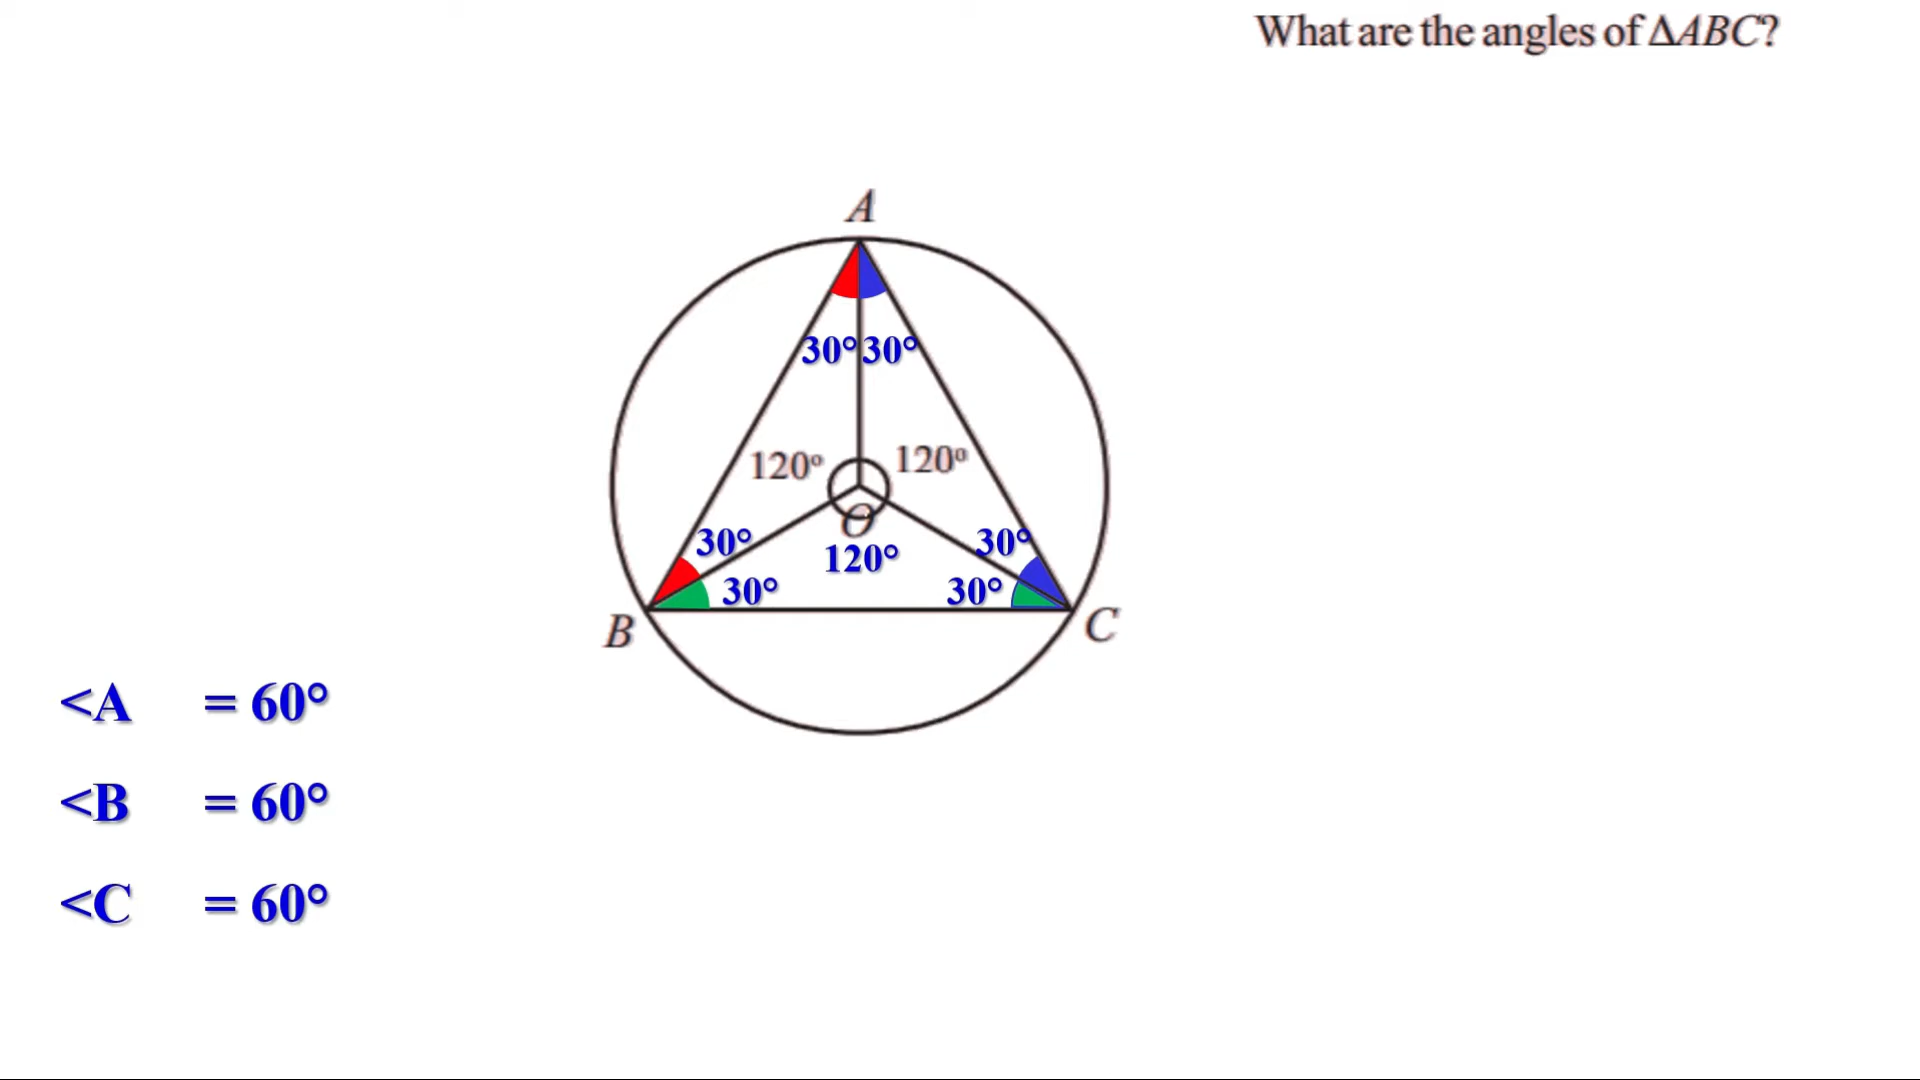 What are the angles of ΔABC?
A
30° 30°
120° 120°
O
30° 120° 30°
30° 30°
B C
<A = 60°
<B = 60°
<C = 60°